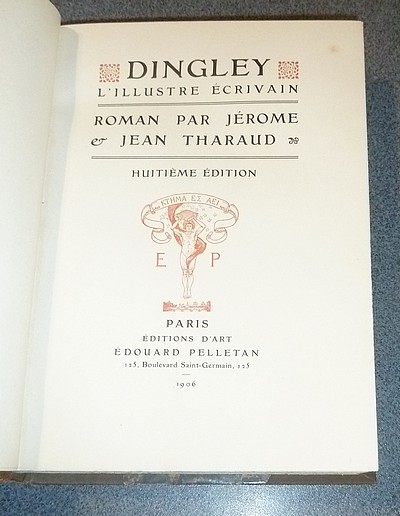 DINGLEY
L'ILLUSTRE ÉCRIVAIN
ROMAN PAR JÉROME
& JEAN THARAUD
HUITIÈME ÉDITION
ΚΤΗΜΑ ΕΣ ΑΕΙ
E P
PARIS
ÉDITIONS D'ART
EDOUARD PELLETAN
125, Boulevard Saint-Germain, 125
1906